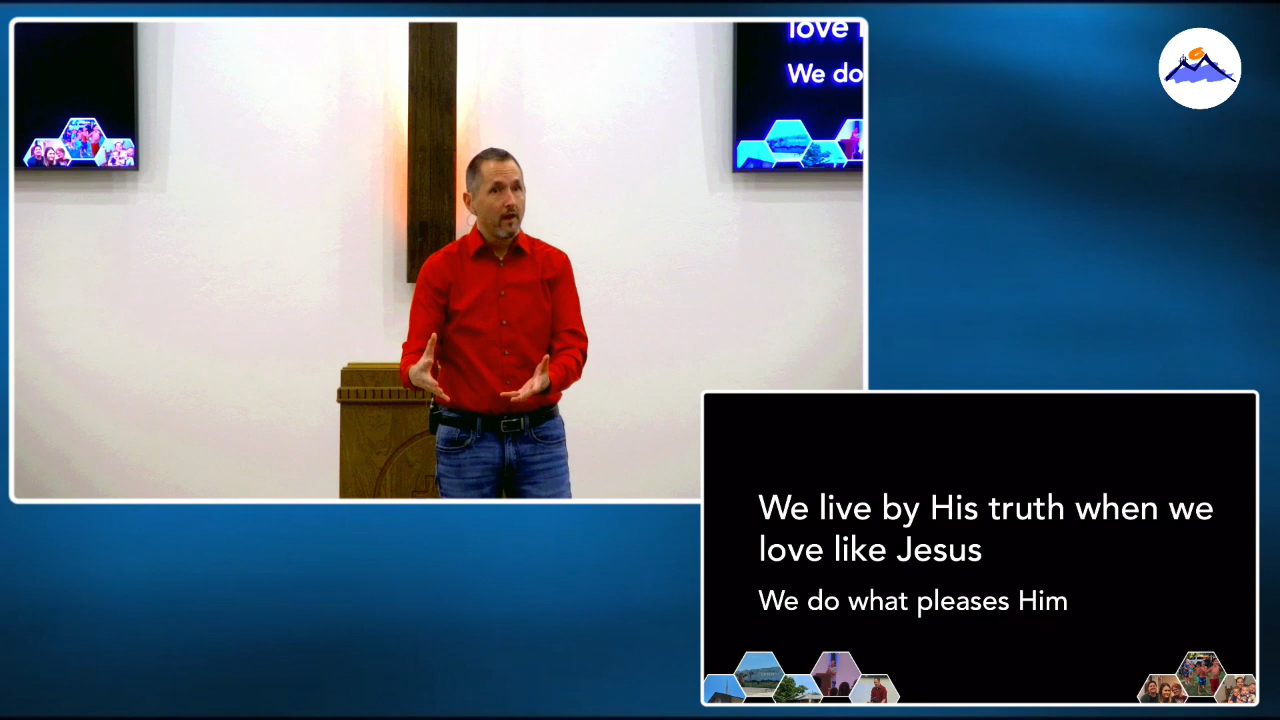 love
We do
We live by His truth when we
love like Jesus
We do what pleases Him